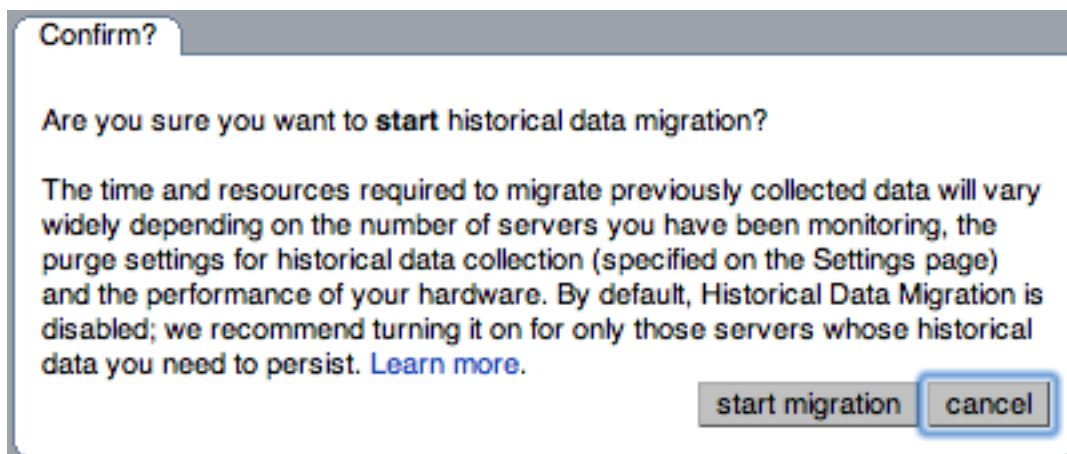 Confirm?
Are you sure you want to start historical data migration?
The time and resources required to migrate previously collected data will vary
widely depending on the number of servers you have been monitoring, the
purge settings for historical data collection (specified on the Settings page)
and the performance of your hardware. By default, Historical Data Migration is
disabled; we recommend turning it on for only those servers whose historical
data you need to persist. Learn more.
start migration cancel